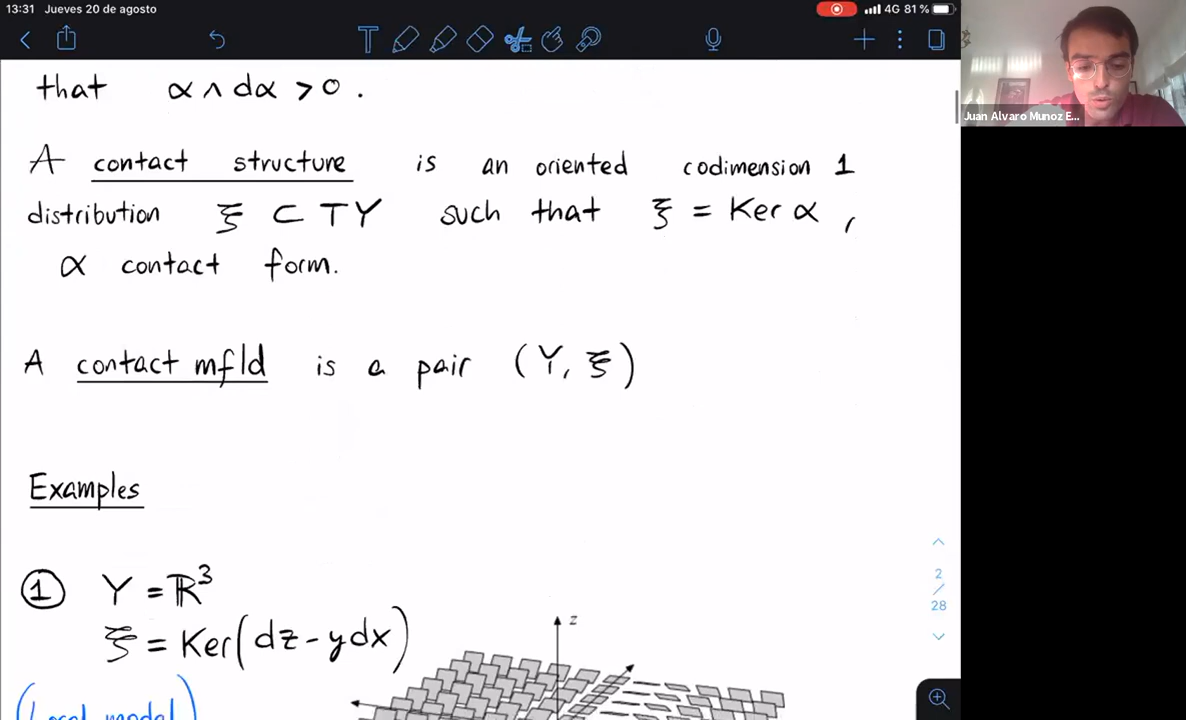 13:31 Jueves 20 de agosto
4G 81 %
that α ∧ dα > 0 .
Juan Alvaro Munoz E...
A contact structure is an oriented codimension 1
distribution ξ ⊂ TY such that ξ = Ker α ,
α contact form.
A contact mfld is a pair (Y, ξ)
Examples
① Y = ℝ³
ξ = Ker(dz - ydx)
z
(Local model)
2
/
28